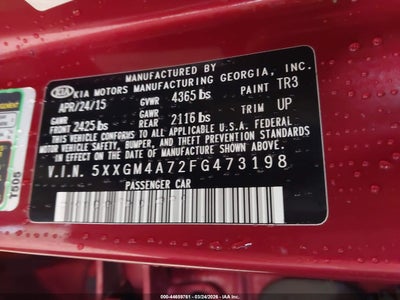 MANUFACTURED BY
KIA KIA MOTORS MANUFACTURING GEORGIA, INC.
APR/24/15 GVWR 4365 lbs PAINT TR3
GAWR FRONT 2425 lbs GAWR REAR 2116 lbs TRIM UP
THIS VEHICLE CONFORMS TO ALL APPLICABLE U.S.A. FEDERAL
MOTOR VEHICLE SAFETY, BUMPER, AND THEFT PREVENTION
STANDARDS IN EFFECT ON THE DATE OF MANUFACTURE SHOWN ABOVE.
V.I.N. 5XXGM4A72FG473198
PASSENGER CAR
T505
000-44659761 - 03/24/2026 - COPART